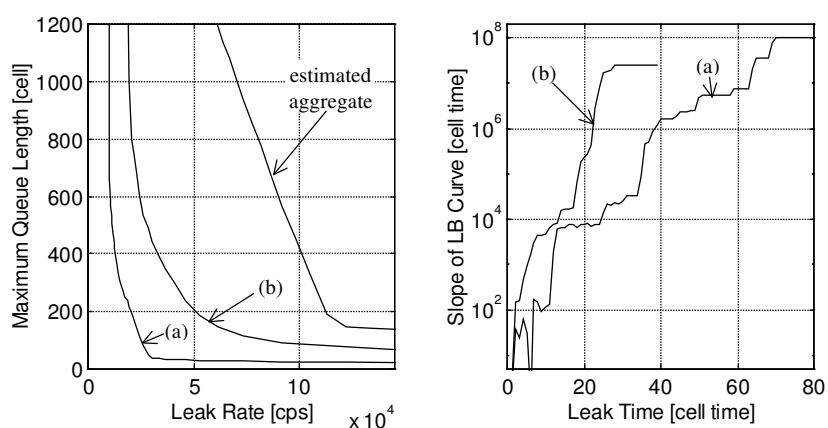 Maximum Queue Length [cell]
1200
1000
800
600
400
200
0
estimated
aggregate
(b)
(a)
0
5
10
Leak Rate [cps]
x 10^4
Slope of LB Curve [cell time]
10^8
10^6
10^4
10^2
(b)
(a)
0
20
40
60
80
Leak Time [cell time]